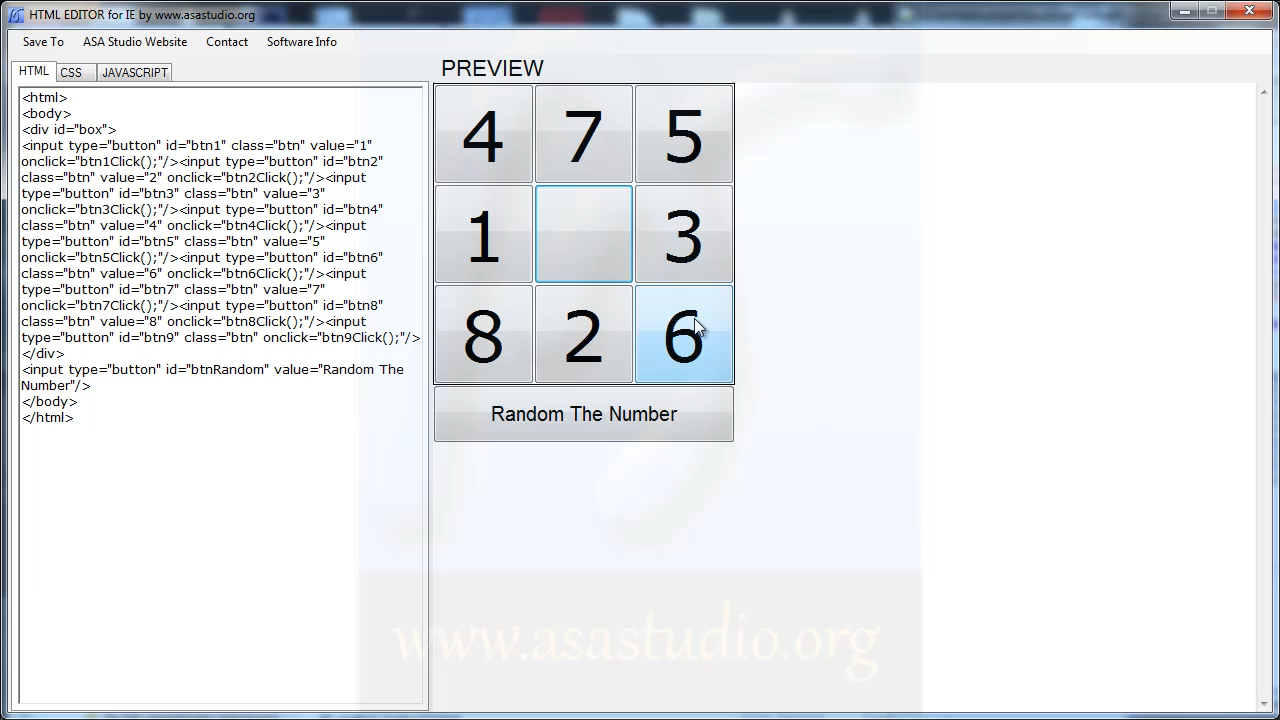 HTML EDITOR for IE by www.asastudio.org
Save To ASA Studio Website Contact Software Info
HTML CSS JAVASCRIPT
PREVIEW
<html>
<body>
<div id="box">
<input type="button" id="btn1" class="btn" value="1"
onclick="btn1Click();"/><input type="button" id="btn2"
class="btn" value="2" onclick="btn2Click();"/><input
type="button" id="btn3" class="btn" value="3"
onclick="btn3Click();"/><input type="button" id="btn4"
class="btn" value="4" onclick="btn4Click();"/><input
type="button" id="btn5" class="btn" value="5"
onclick="btn5Click();"/><input type="button" id="btn6"
class="btn" value="6" onclick="btn6Click();"/><input
type="button" id="btn7" class="btn" value="7"
onclick="btn7Click();"/><input type="button" id="btn8"
class="btn" value="8" onclick="btn8Click();"/><input
type="button" id="btn9" class="btn" onclick="btn9Click();"/>
</div>
<input type="button" id="btnRandom" value="Random The
Number"/>
</body>
</html>
4 7 5
1 3
8 2 6
Random The Number
www.asastudio.org